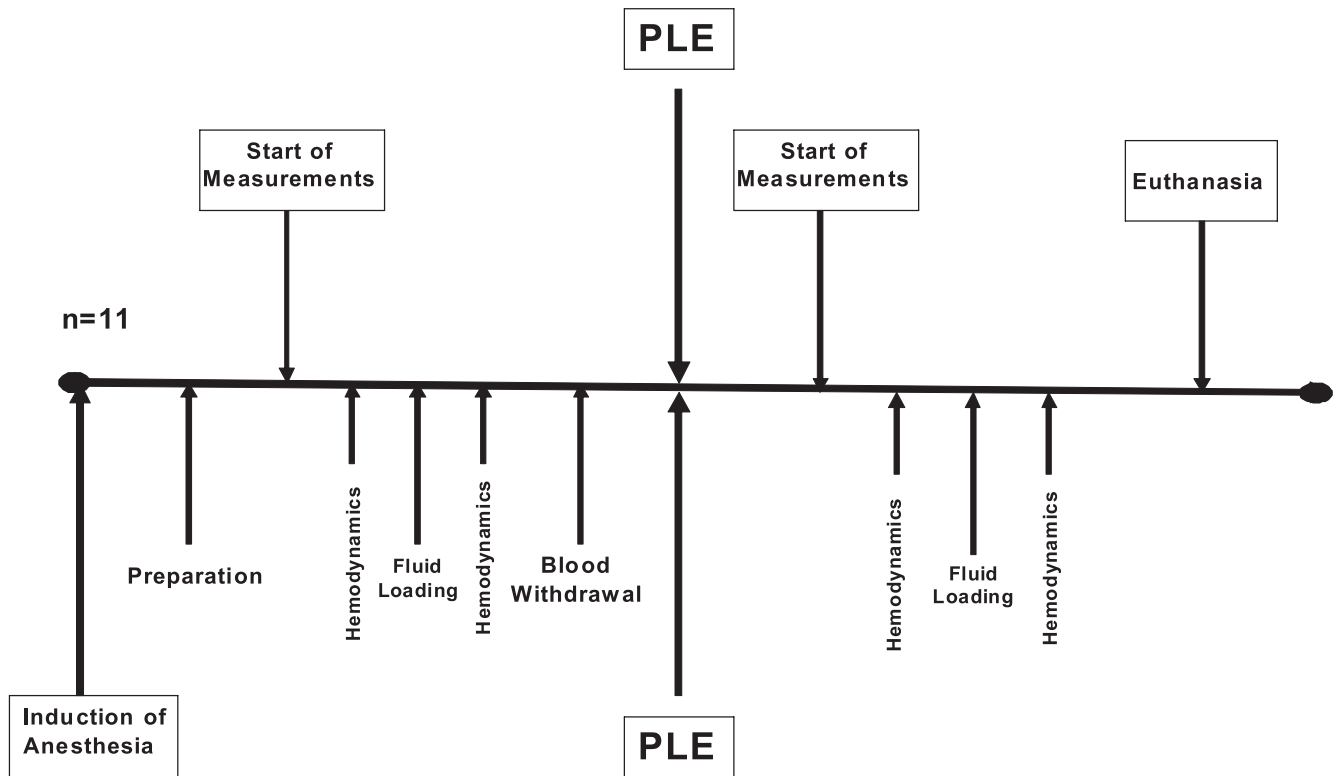 PLE
Start of
Measurements
Start of
Measurements
Euthanasia
n=11
Preparation
Hemodynamics
Fluid
Loading
Hemodynamics
Blood
Withdrawal
Hemodynamics
Fluid
Loading
Hemodynamics
Induction of
Anesthesia
PLE